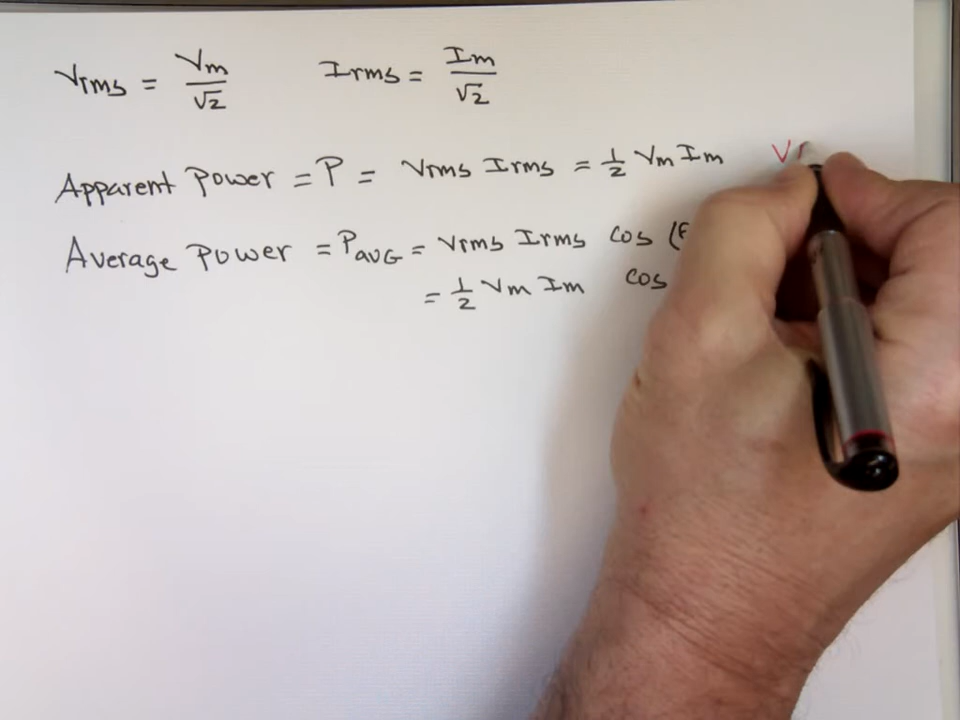 Vrms = Vm/√2 Irms = Im/√2
Apparent Power = P = Vrms Irms = 1/2 Vm Im V
Average Power = PAVG = Vrms Irms cos (
= 1/2 Vm Im cos